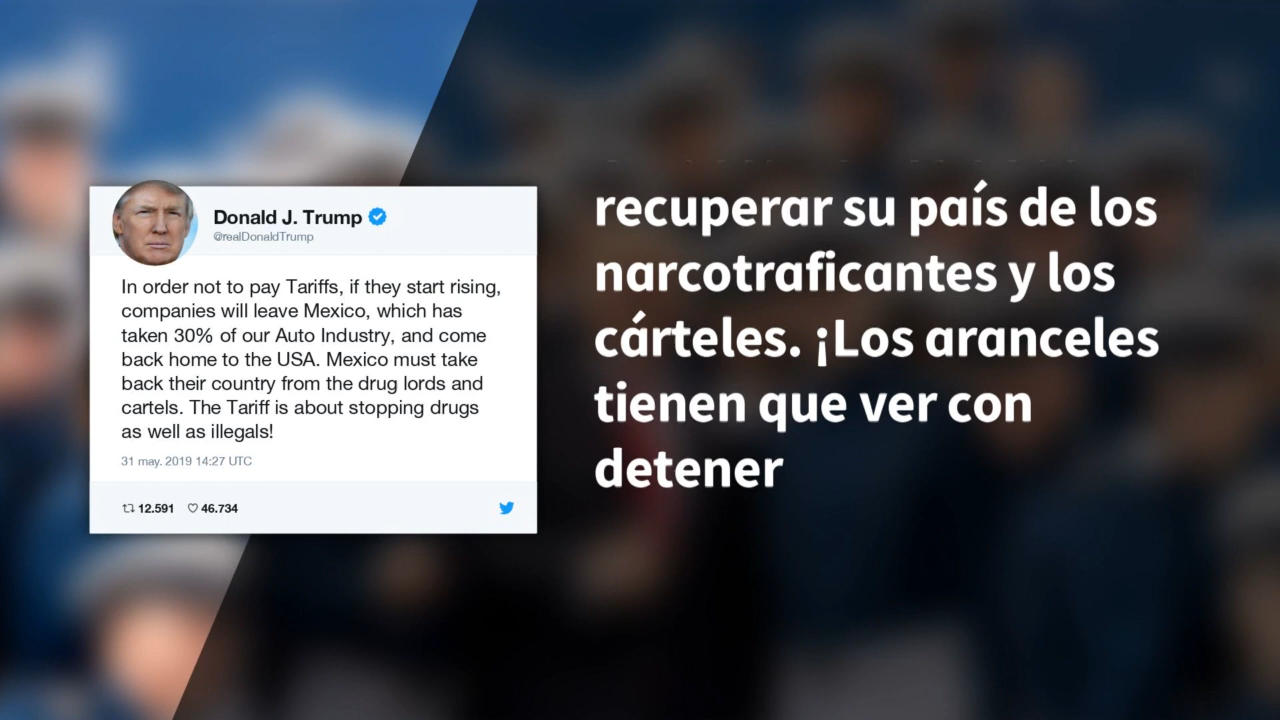 Donald J. Trump
@realDonaldTrump
In order not to pay Tariffs, if they start rising,
companies will leave Mexico, which has
taken 30% of our Auto Industry, and come
back home to the USA. Mexico must take
back their country from the drug lords and
cartels. The Tariff is about stopping drugs
as well as illegals!
31 may. 2019 14:27 UTC
12.591 46.734
recuperar su país de los
narcotraficantes y los
cárteles. ¡Los aranceles
tienen que ver con
detener